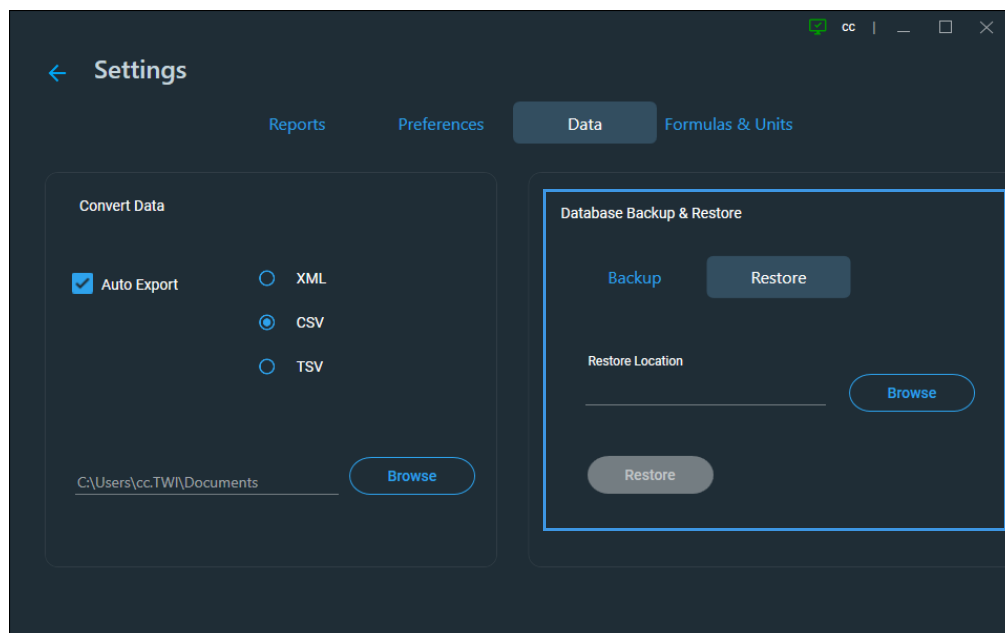 cc |
Settings
Reports Preferences Data Formulas & Units
Convert Data
Auto Export
XML
CSV
TSV
C:\Users\cc.TWI\Documents Browse
Database Backup & Restore
Backup Restore
Restore Location
Browse
Restore